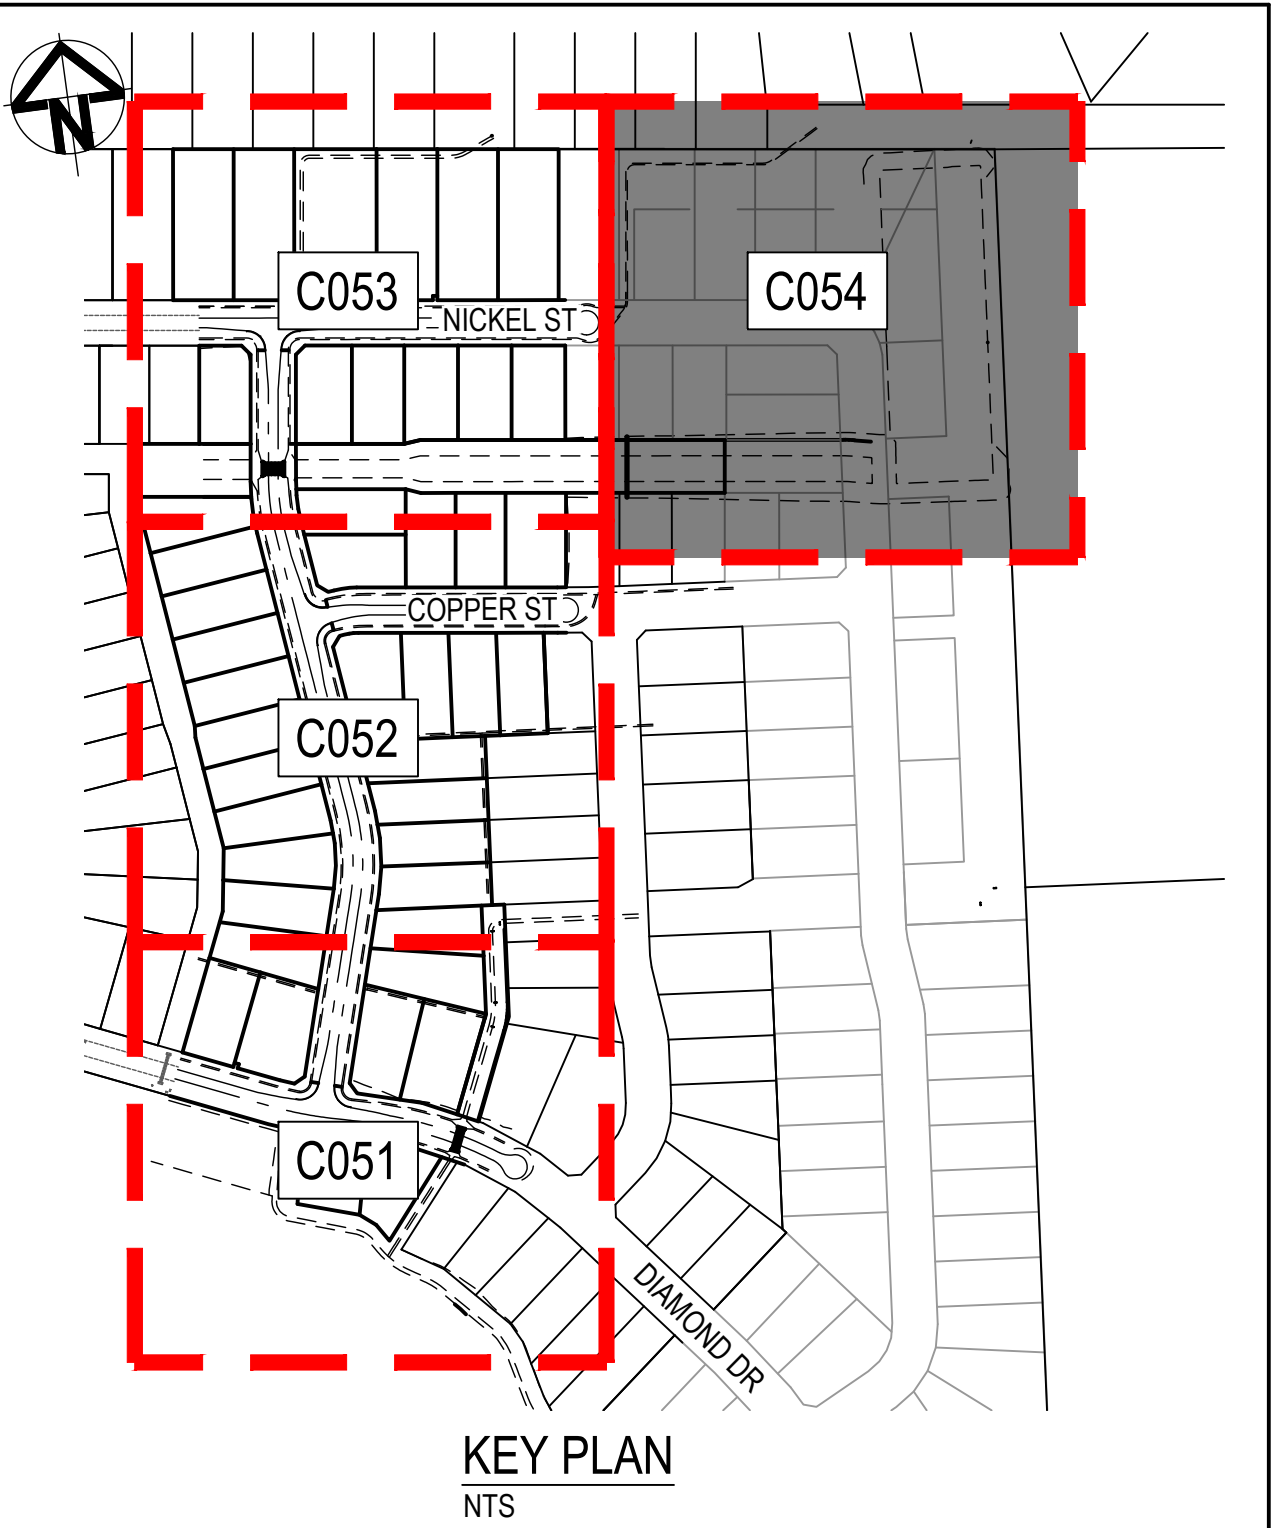 N
C053
C054
NICKEL ST
COPPER ST
C052
C051
DIAMOND DR
KEY PLAN
NTS